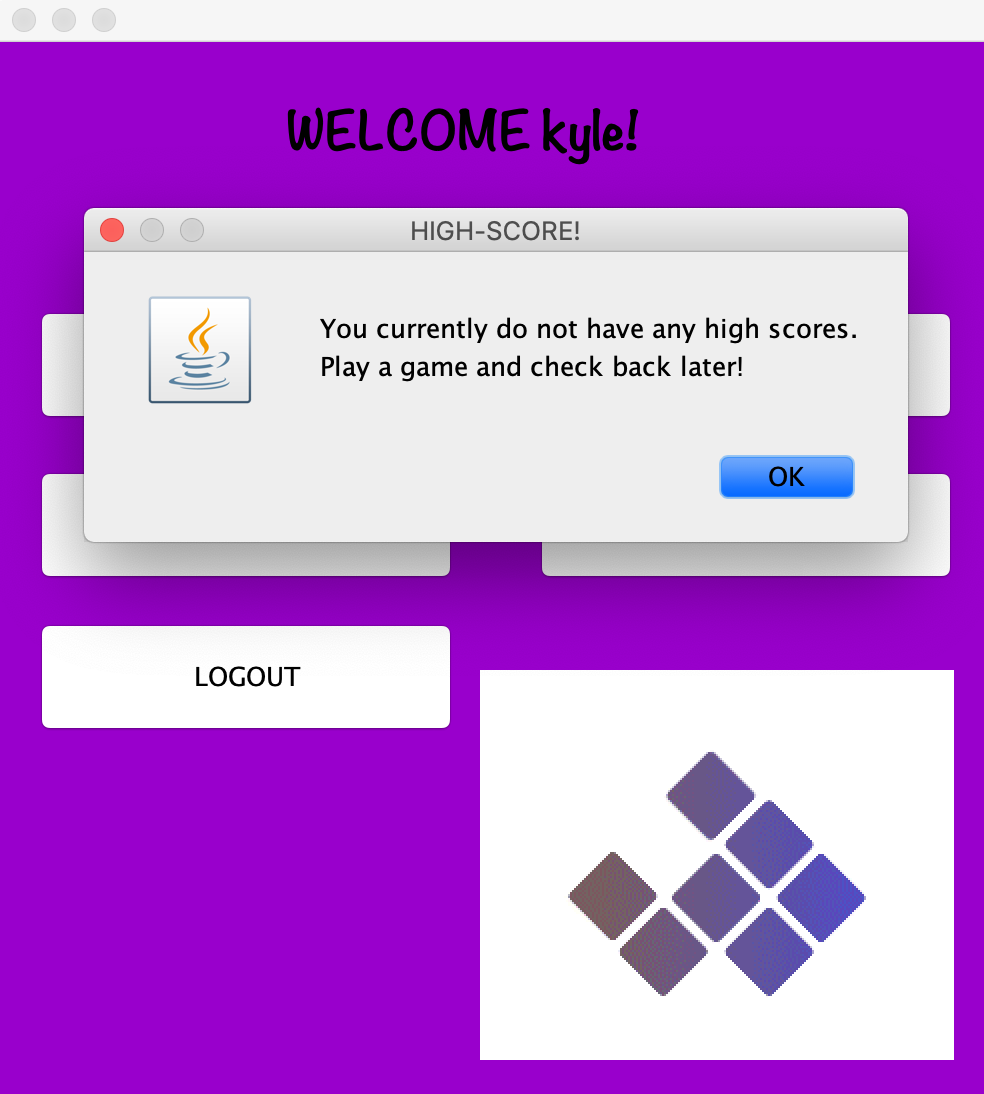 WELCOME kyle!
HIGH-SCORE!
You currently do not have any high scores.
Play a game and check back later!
OK
LOGOUT